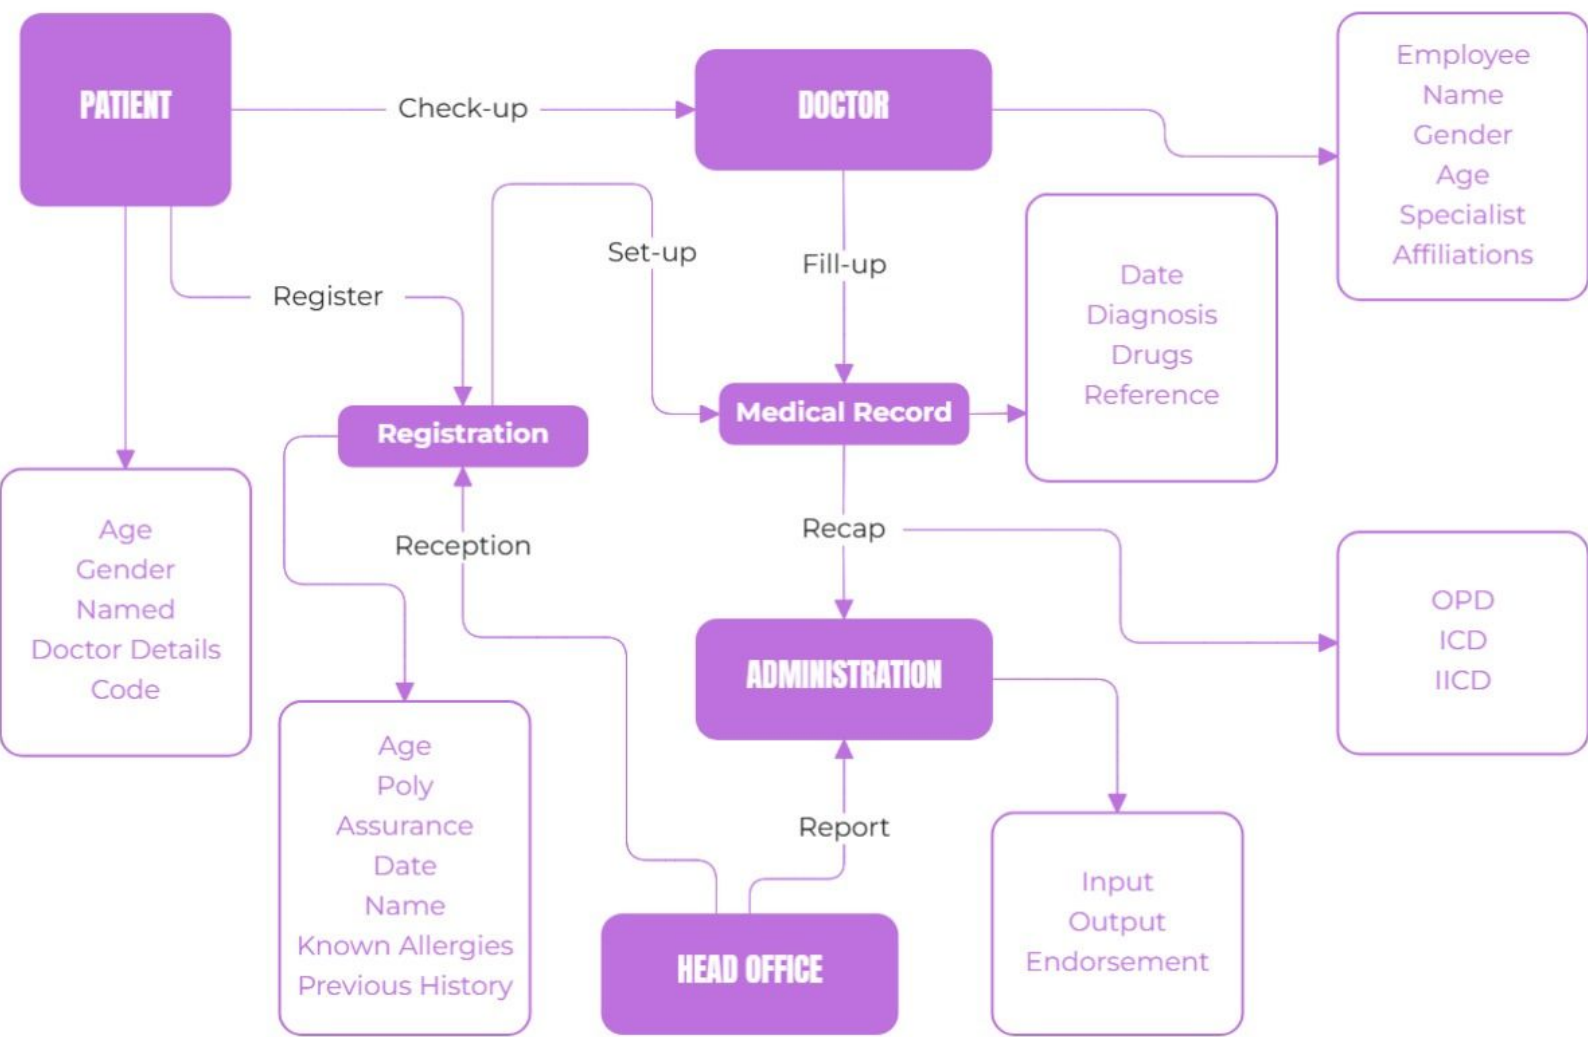 PATIENT
Check-up
DOCTOR
Employee
Name
Gender
Age
Specialist
Affiliations
Register
Set-up
Fill-up
Date
Diagnosis
Drugs
Reference
Registration
Medical Record
Age
Gender
Named
Doctor Details
Code
Reception
Recap
OPD
ICD
IICD
ADMINISTRATION
Age
Poly
Assurance
Date
Name
Known Allergies
Previous History
Report
Input
Output
Endorsement
HEAD OFFICE